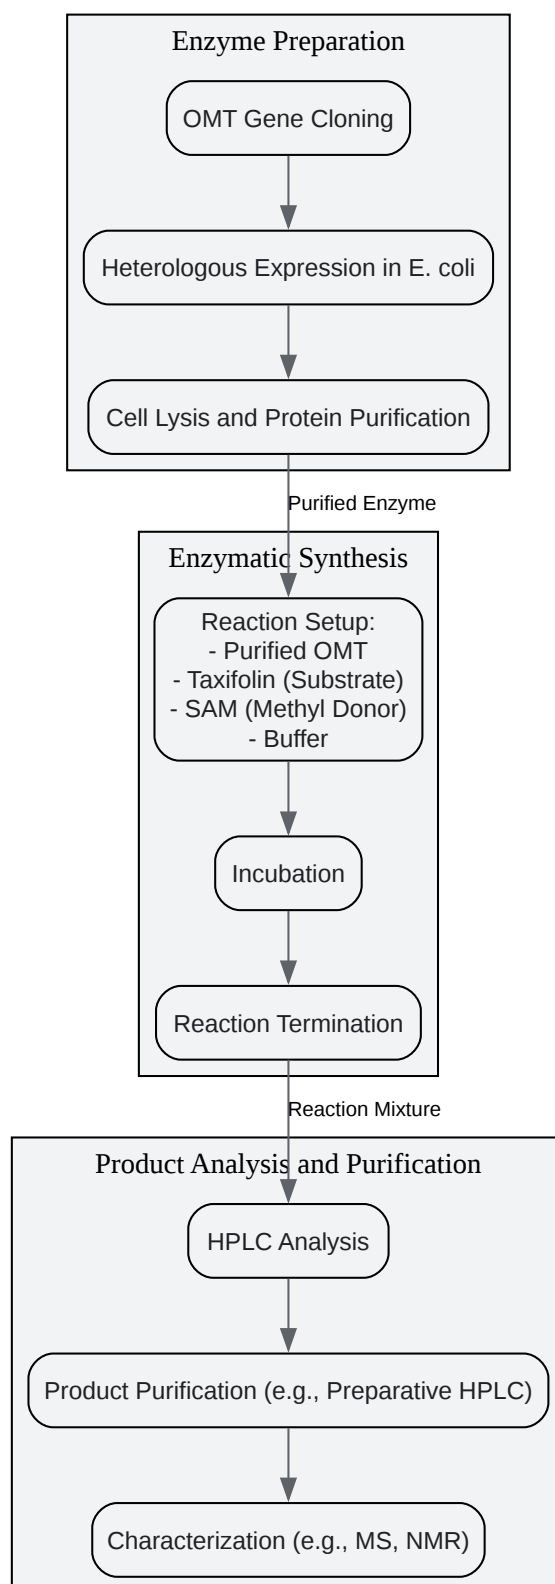 Enzyme Preparation
OMT Gene Cloning
Heterologous Expression in E. coli
Cell Lysis and Protein Purification
Purified Enzyme
Enzymatic Synthesis
Reaction Setup:
- Purified OMT
- Taxifolin (Substrate)
- SAM (Methyl Donor)
- Buffer
Incubation
Reaction Termination
Reaction Mixture
Product Analysis and Purification
HPLC Analysis
Product Purification (e.g., Preparative HPLC)
Characterization (e.g., MS, NMR)